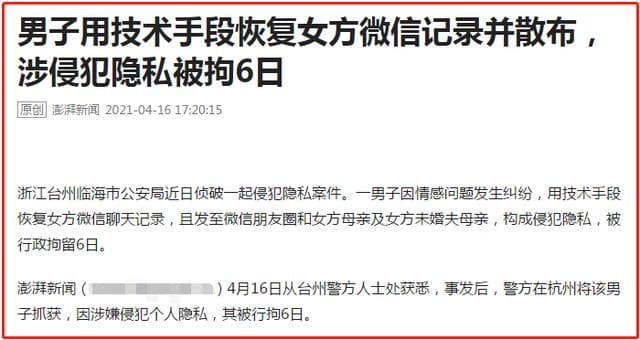 男子用技术手段恢复女方微信记录并散布，
涉侵犯隐私被拘6日
原创 澎湃新闻 2021-04-16 17:20:15
浙江台州临海市公安局近日侦破一起侵犯隐私案件。一男子因情感问题发生纠纷，用技术手段
恢复女方微信聊天记录，且发至微信朋友圈和女方母亲及女方未婚夫母亲，构成侵犯隐私，被
行政拘留6日。
澎湃新闻（）4月16日从台州警方人士处获悉，事发后，警方在杭州将该男
子抓获，因涉嫌侵犯个人隐私，其被行拘6日。